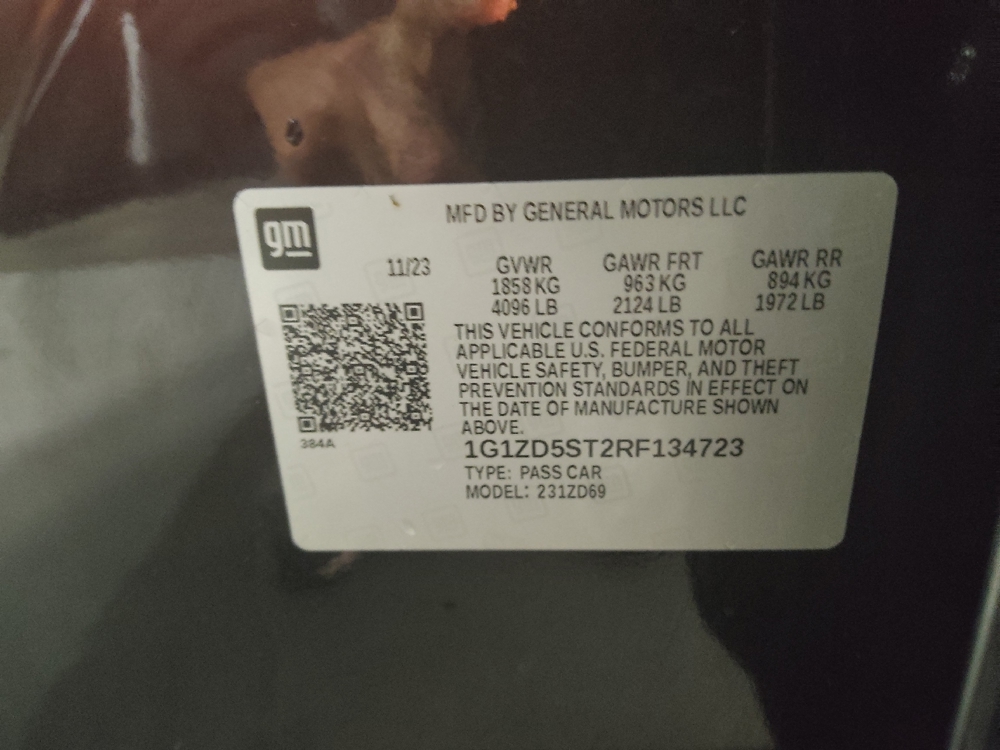 gm
MFD BY GENERAL MOTORS LLC
11/23
GVWR GAWR FRT GAWR RR
1858 KG 963 KG 894 KG
4096 LB 2124 LB 1972 LB
THIS VEHICLE CONFORMS TO ALL
APPLICABLE U.S. FEDERAL MOTOR
VEHICLE SAFETY, BUMPER, AND THEFT
PREVENTION STANDARDS IN EFFECT ON
THE DATE OF MANUFACTURE SHOWN
ABOVE.
384A
1G1ZD5ST2RF134723
TYPE: PASS CAR
MODEL: 231ZD69